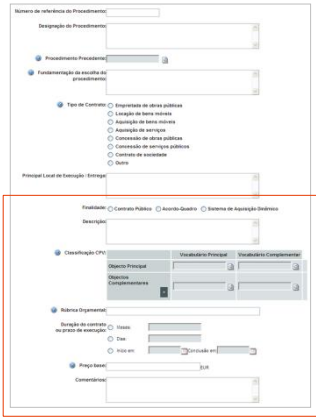 Número de referência do Procedimento:
Designação do Procedimento:
Procedimento Precedente:
Fundamentação da escolha do
procedimento:
Tipo de Contrato:
Empreitada de obras públicas
Locação de bens móveis
Aquisição de bens móveis
Aquisição de serviços
Concessão de obras públicas
Concessão de serviços públicos
Contrato de sociedade
Outro
Principal Local de Execução / Entrega:
Finalidade: Contrato Público Acordo-Quadro Sistema de Aquisição Dinâmico
Descrição:
Classificação CPV:
Vocabulário Principal Vocabulário Complementar
Objecto Principal
Objectos
Complementares
Rúbrica Orçamental:
Duração do contrato
ou prazo de execução:
Meses
Dias
Início em Concluído em
Preço base: EUR
Comentários: